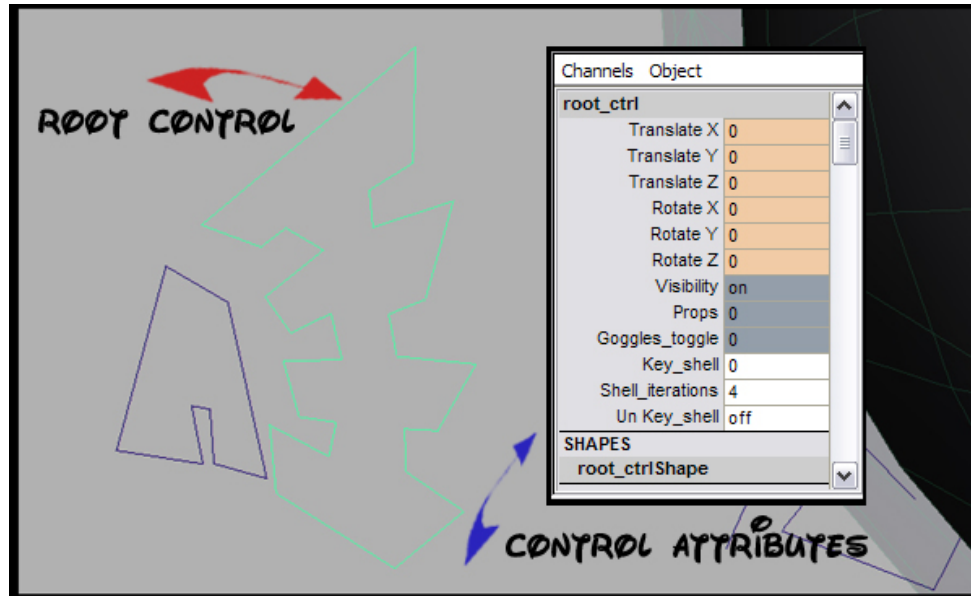 ROOT CONTROL
Channels Object
root_ctrl
Translate X 0
Translate Y 0
Translate Z 0
Rotate X 0
Rotate Y 0
Rotate Z 0
Visibility on
Props 0
Goggles_toggle 0
Key_shell 0
Shell_iterations 4
Un Key_shell off
SHAPES
root_ctrlShape
CONTROL ATTRIBUTES